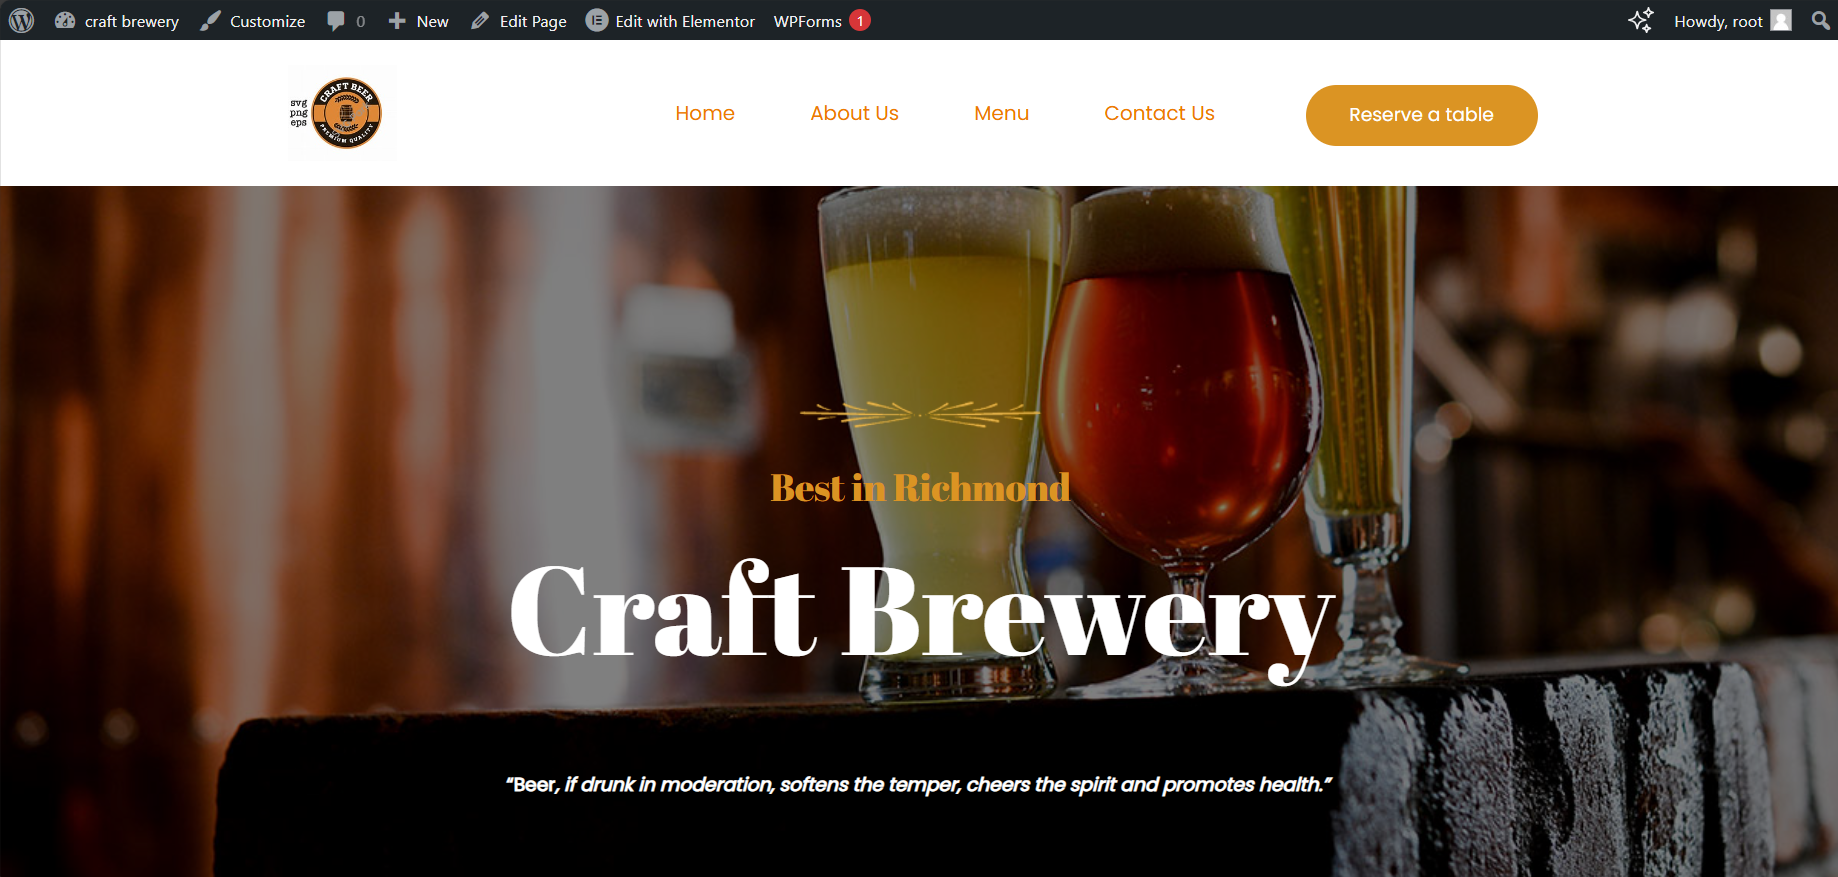 craft brewery Customize 0 New Edit Page Edit with Elementor WPForms 1 Howdy, root
svg
png
eps
CRAFT BEER
PREMIUM QUALITY
Home About Us Menu Contact Us Reserve a table
Best in Richmond
Craft Brewery
“Beer, if drunk in moderation, softens the temper, cheers the spirit and promotes health.”